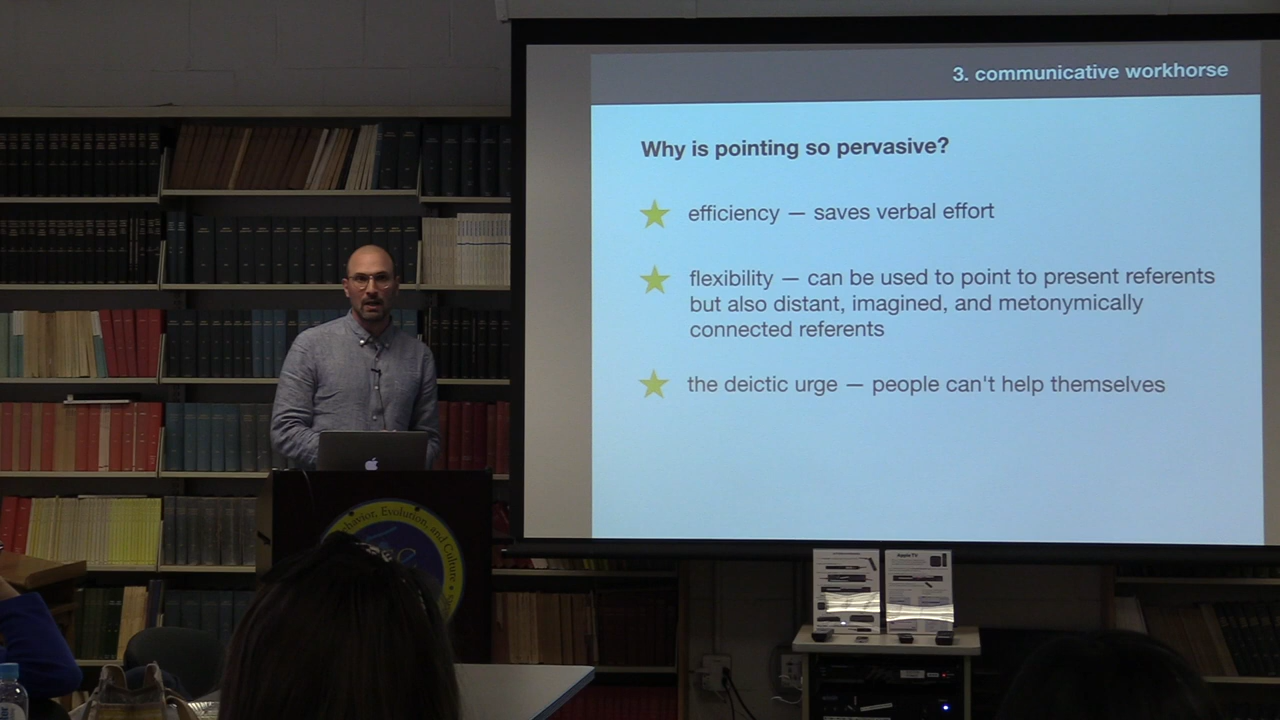 3. communicative workhorse
Why is pointing so pervasive?
efficiency — saves verbal effort
flexibility — can be used to point to present referents
but also distant, imagined, and metonymically
connected referents
the deictic urge — people can't help themselves
Behavior, Evolution, and Culture
Apple TV